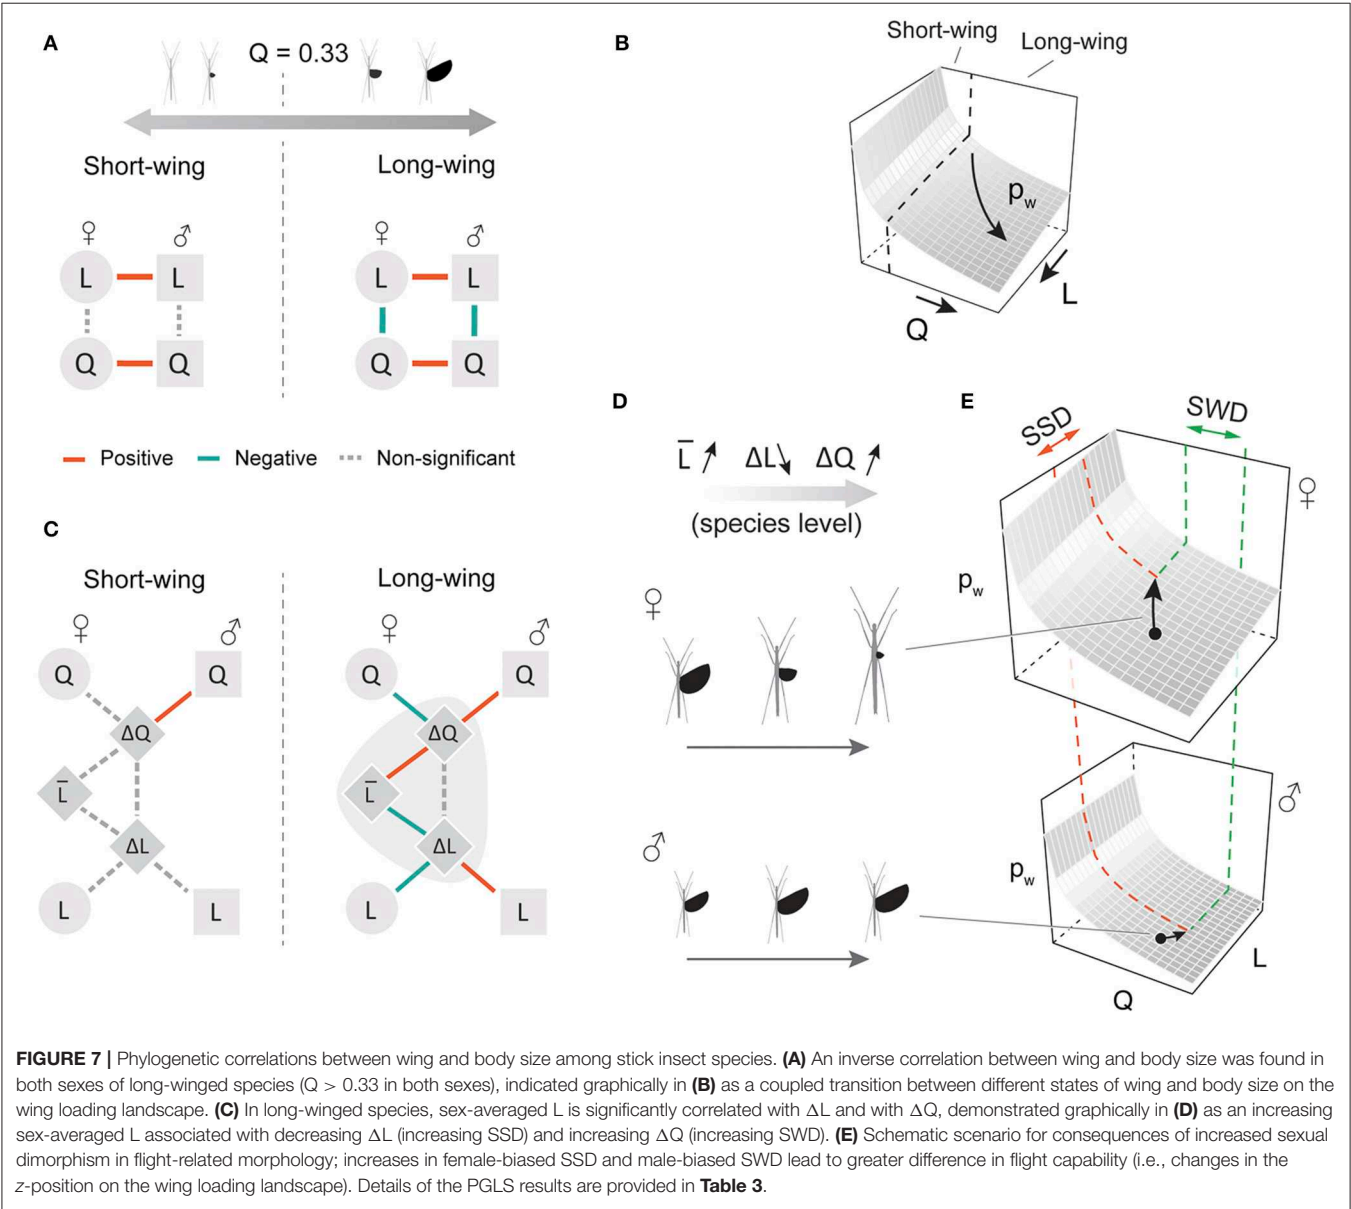 A
Q = 0.33
Short-wing
Long-wing
♀
♂
♀
♂
L
L
L
L
Q
Q
Q
Q
Positive
Negative
Non-significant
B
Short-wing
Long-wing
p_w
Q
L
C
Short-wing
Long-wing
♀
♂
♀
♂
Q
Q
Q
Q
ΔQ
ΔQ
L̅
L̅
ΔL
ΔL
L
L
L
L
D
L̅ ↗ ΔL ↘ ΔQ ↗
(species level)
♀
♂
E
SSD
SWD
♀
p_w
♂
p_w
L
Q
FIGURE 7 | Phylogenetic correlations between wing and body size among stick insect species. (A) An inverse correlation between wing and body size was found in
both sexes of long-winged species (Q > 0.33 in both sexes), indicated graphically in (B) as a coupled transition between different states of wing and body size on the
wing loading landscape. (C) In long-winged species, sex-averaged L is significantly correlated with ΔL and with ΔQ, demonstrated graphically in (D) as an increasing
sex-averaged L associated with decreasing ΔL (increasing SSD) and increasing ΔQ (increasing SWD). (E) Schematic scenario for consequences of increased sexual
dimorphism in flight-related morphology; increases in female-biased SSD and male-biased SWD lead to greater difference in flight capability (i.e., changes in the
z-position on the wing loading landscape). Details of the PGLS results are provided in Table 3.